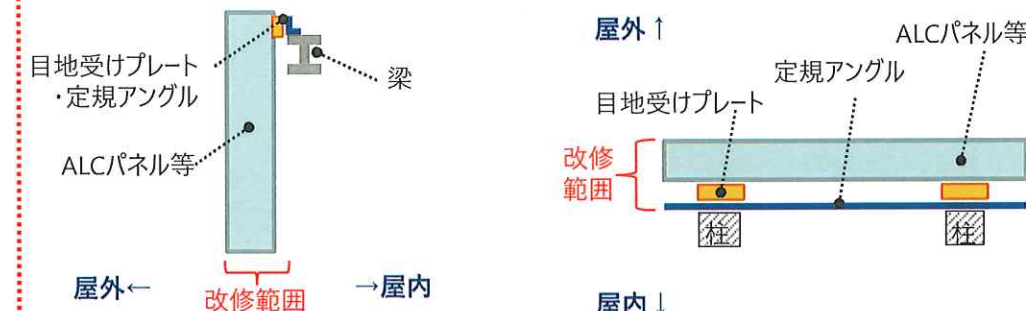 目地受けプレート
・定規アングル
梁
ALCパネル等
屋外←
改修範囲
→屋内
屋外↑
ALCパネル等
定規アングル
目地受けプレート
改修
範囲
柱
柱
屋内↓